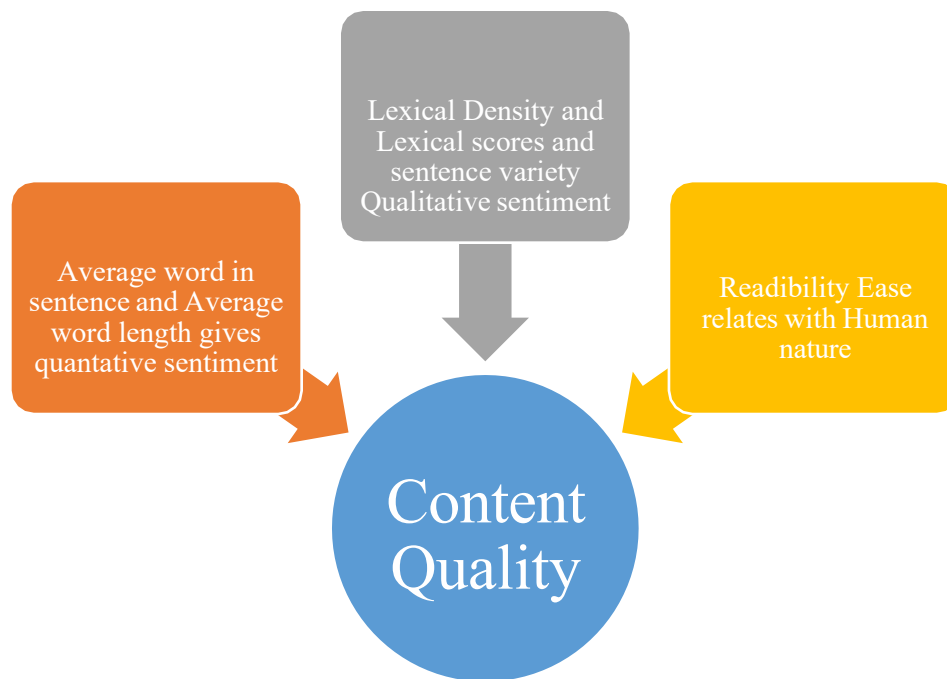 Lexical Density and
Lexical scores and
sentence variety
Qualitative sentiment
Average word in
sentence and Average
word length gives
quantative sentiment
Readibility Ease
relates with Human
nature
Content
Quality